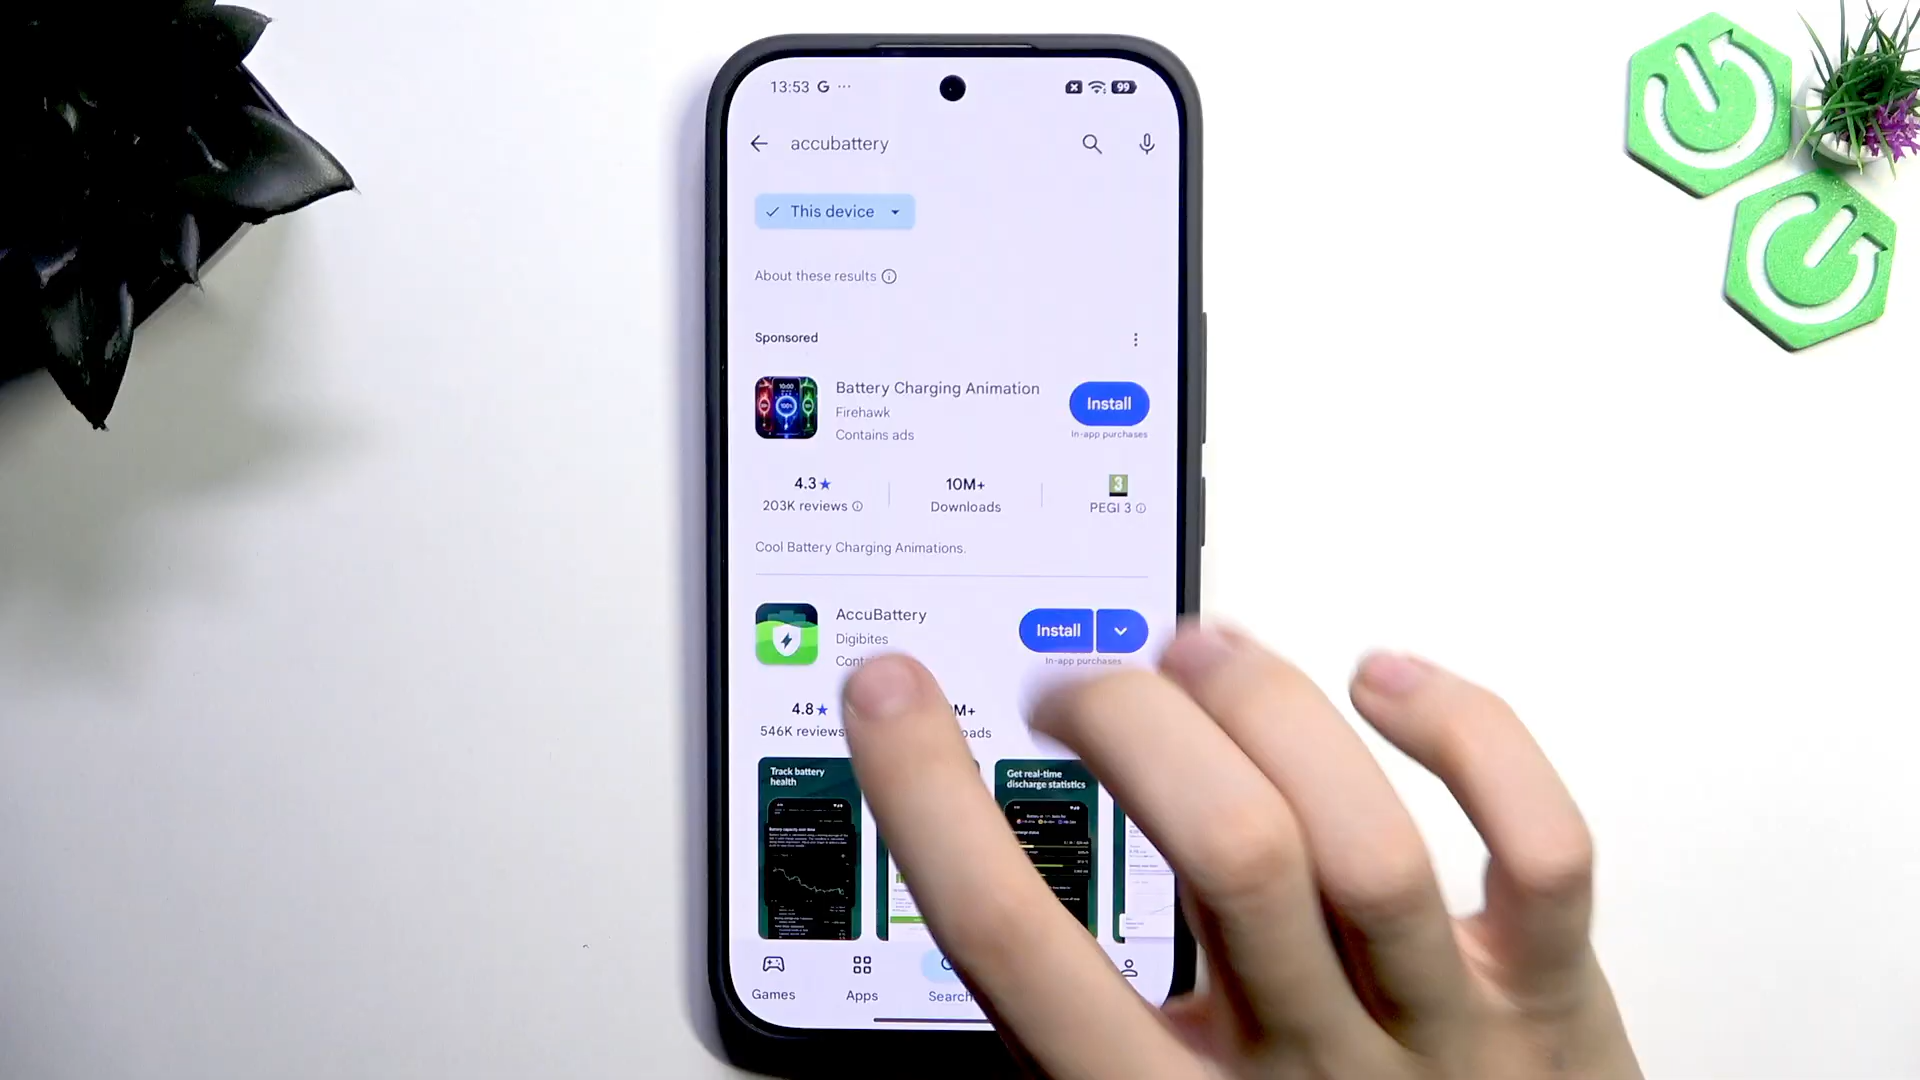 13:53 G ...
99
accubattery
This device
About these results
Sponsored
Battery Charging Animation
Firehawk
Contains ads
Install
In-app purchases
4.3★
203K reviews
10M+
Downloads
3
PEGI 3
Cool Battery Charging Animations.
AccuBattery
Digibites
Install
In-app purchases
4.8★
546K reviews
M+
Track battery
health
Get real-time
discharge statistics
Games
Apps
Search